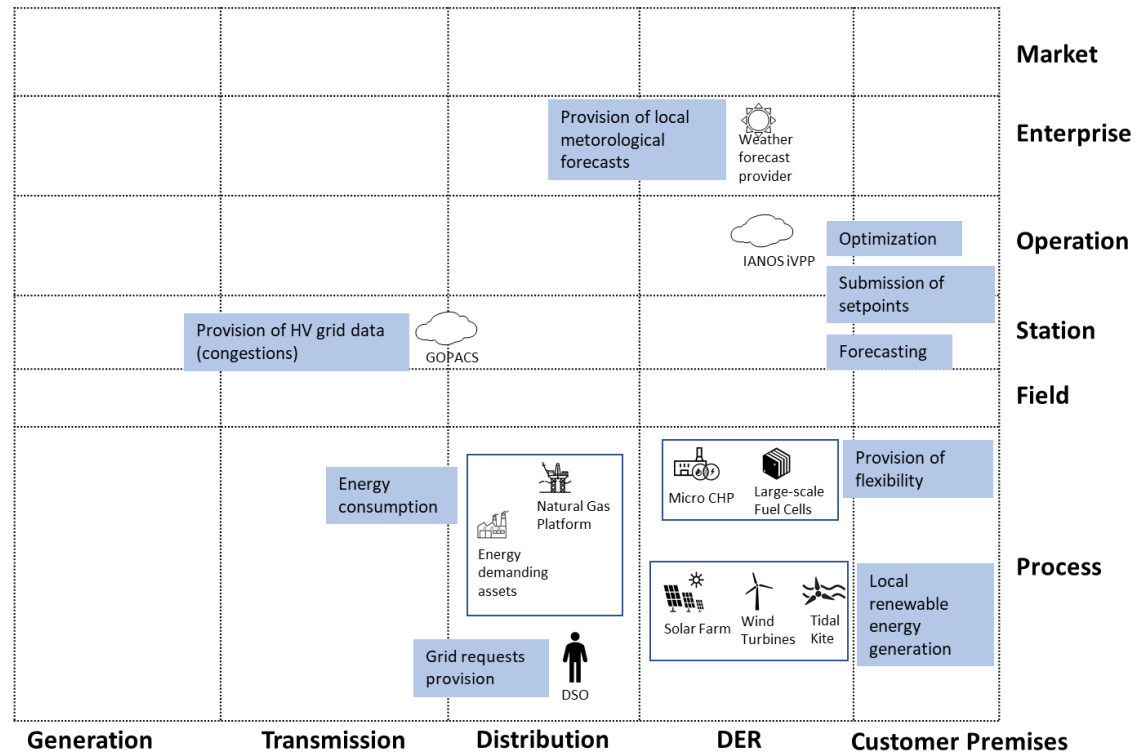 Market
Provision of local
metorological
forecasts
Weather
forecast
provider
Enterprise
IANOS iVPP
Optimization
Submission of
setpoints
Operation
Provision of HV grid data
(congestions)
GOPACS
Forecasting
Station
Field
Energy
consumption
Natural Gas
Platform
Energy
demanding
assets
Micro CHP
Large-scale
Fuel Cells
Provision of
flexibility
Process
Solar Farm
Wind
Turbines
Tidal
Kite
Local
renewable
energy
generation
Grid requests
provision
DSO
Generation
Transmission
Distribution
DER
Customer Premises